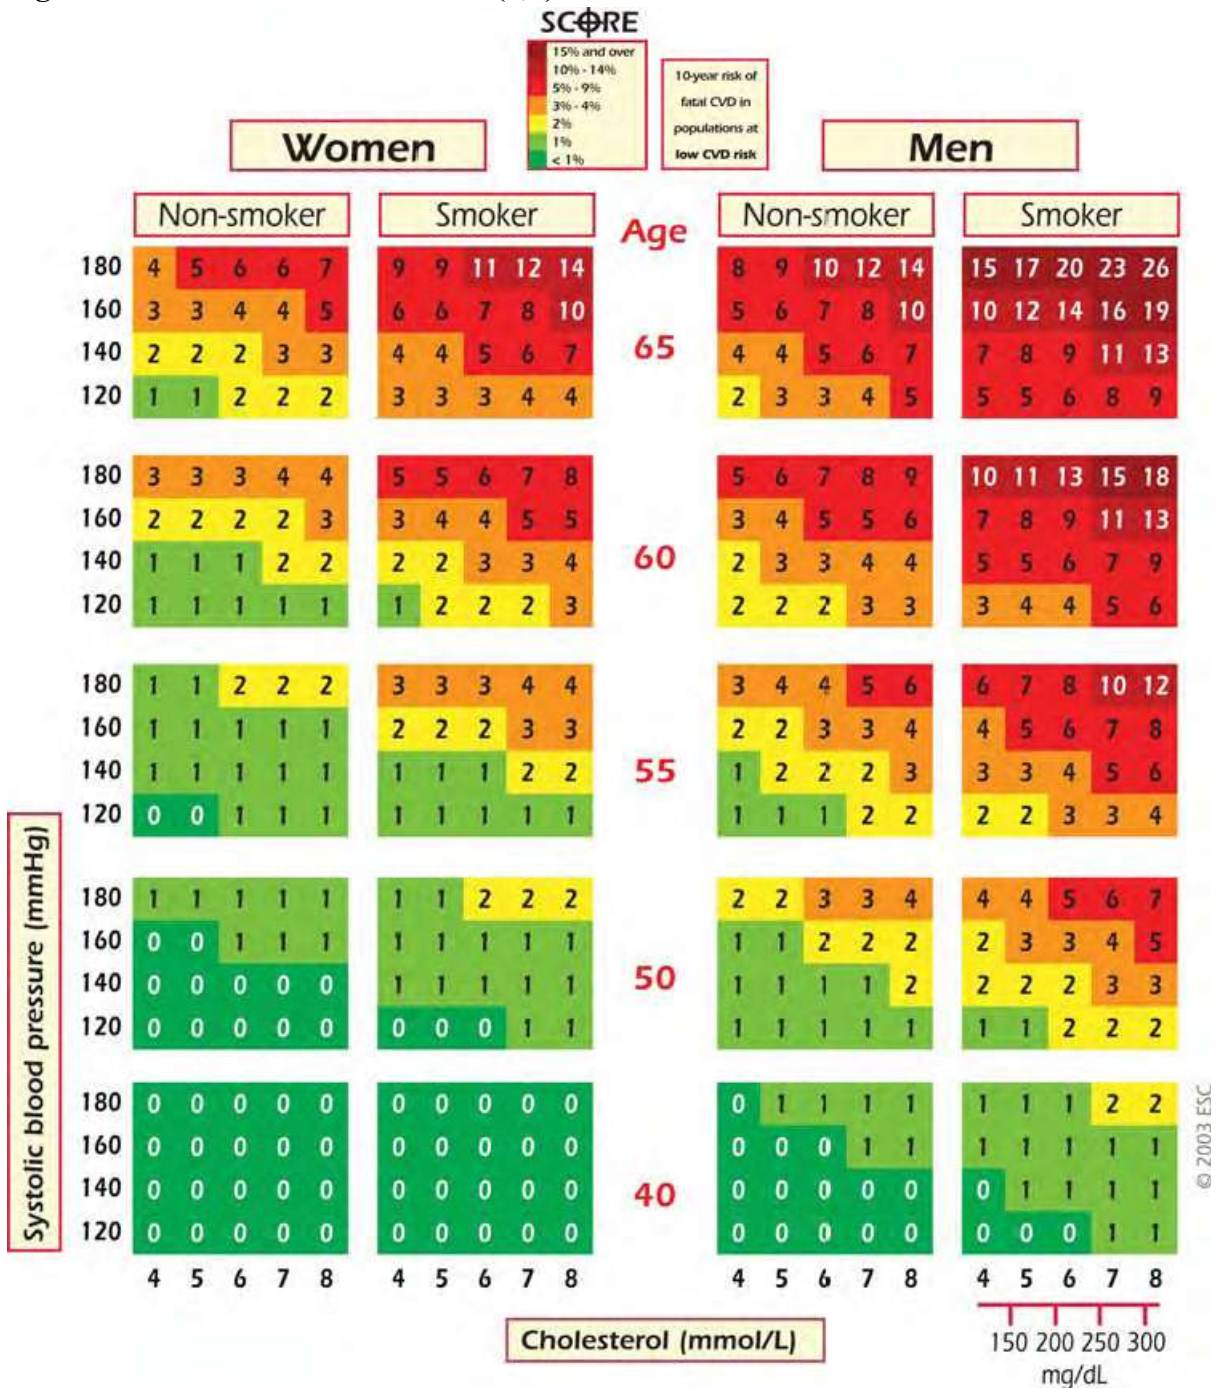 SCORE
15% and over
10% - 14%
5% - 9%
3% - 4%
2%
1%
< 1%
10-year risk of
fatal CVD in
populations at
low CVD risk
Women
Men
Non-smoker Smoker Age Non-smoker Smoker
180 4 5 6 6 7 9 9 11 12 14 8 9 10 12 14 15 17 20 23 26
160 3 3 4 4 5 6 6 7 8 10 5 6 7 8 10 10 12 14 16 19
65
140 2 2 2 3 3 4 4 5 6 7 4 4 5 6 7 7 8 9 11 13
120 1 1 2 2 2 3 3 3 4 4 2 3 3 4 5 5 5 6 8 9
180 3 3 3 4 4 5 5 6 7 8 5 6 7 8 9 10 11 13 15 18
160 2 2 2 2 3 3 4 4 5 5 3 4 5 5 6 7 8 9 11 13
60
140 1 1 1 2 2 2 2 3 3 4 2 3 3 4 4 5 5 6 7 9
120 1 1 1 1 1 1 2 2 2 3 2 2 2 3 3 3 4 4 5 6
180 1 1 2 2 2 3 3 3 4 4 3 4 4 5 6 6 7 8 10 12
160 1 1 1 1 1 2 2 2 3 3 2 2 3 3 4 4 5 6 7 8
55
140 1 1 1 1 1 1 1 1 2 2 1 2 2 2 3 3 3 4 5 6
120 0 0 1 1 1 1 1 1 1 1 1 1 1 2 2 2 2 3 3 4
180 1 1 1 1 1 1 1 2 2 2 2 2 3 3 4 4 4 5 6 7
160 0 0 1 1 1 1 1 1 1 1 1 1 2 2 2 2 3 3 4 5
50
140 0 0 0 0 0 1 1 1 1 1 1 1 1 1 2 2 2 2 3 3
120 0 0 0 0 0 0 0 0 1 1 1 1 1 1 1 1 1 2 2 2
180 0 0 0 0 0 0 0 0 0 0 0 1 1 1 1 1 1 1 2 2
160 0 0 0 0 0 0 0 0 0 0 0 0 0 1 1 1 1 1 1 1
40
140 0 0 0 0 0 0 0 0 0 0 0 0 0 0 0 0 1 1 1 1
120 0 0 0 0 0 0 0 0 0 0 0 0 0 0 0 0 0 0 1 1
4 5 6 7 8 4 5 6 7 8 4 5 6 7 8 4 5 6 7 8
Systolic blood pressure (mmHg)
Cholesterol (mmol/L)
150 200 250 300
mg/dL
© 2003 ESC